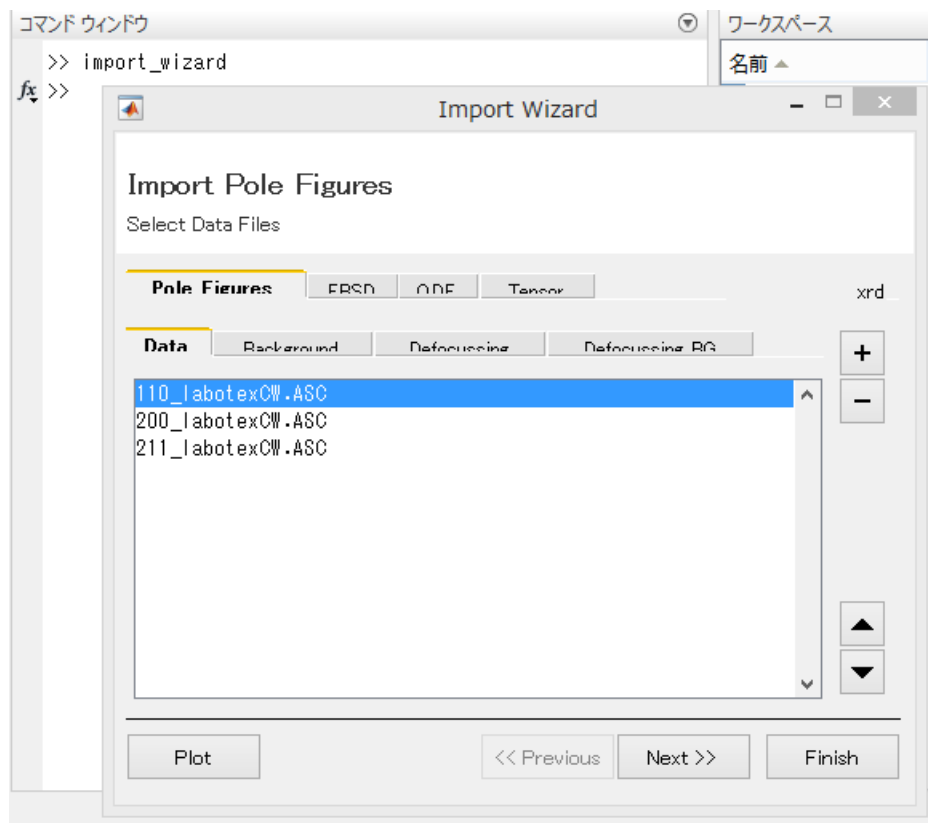 コマンド ウィンドウ
ワークスペース
>> import_wizard
名前
fx >>
Import Wizard
Import Pole Figures
Select Data Files
Pole Figures EBSD ODF Tensor
xrd
Data Background Defocussing Defocussing BG
+
110_labotexCW.ASC
200_labotexCW.ASC
211_labotexCW.ASC
−
Plot << Previous Next >> Finish